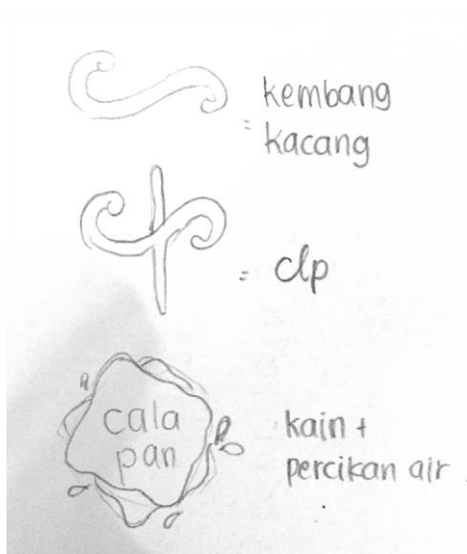 = kembang
kacang
= clp
cala
pan
kain +
percikan air